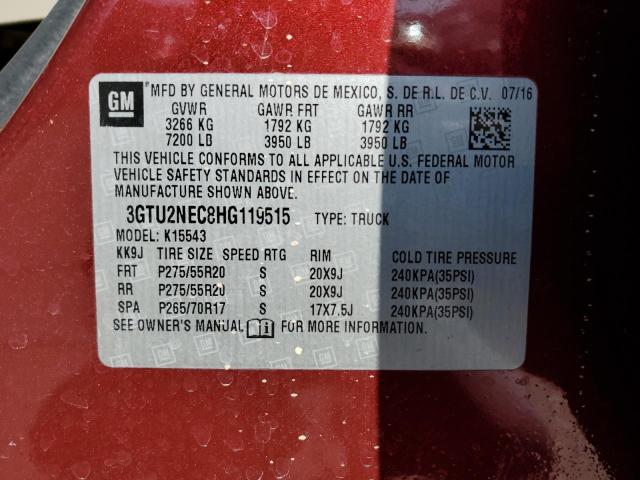 GM MFD BY GENERAL MOTORS DE MEXICO, S. DE R.L. DE C.V. 07/16
GVWR GAWR FRT GAWR RR
3266 KG 1792 KG 1792 KG
7200 LB 3950 LB 3950 LB
THIS VEHICLE CONFORMS TO ALL APPLICABLE U.S. FEDERAL MOTOR
VEHICLE SAFETY STANDARDS IN EFFECT ON THE DATE OF
MANUFACTURE SHOWN ABOVE.
3GTU2NEC8HG119515 TYPE: TRUCK
MODEL: K15543
KK9J TIRE SIZE SPEED RTG RIM COLD TIRE PRESSURE
FRT P275/55R20 S 20X9J 240KPA(35PSI)
RR P275/55R20 S 20X9J 240KPA(35PSI)
SPA P265/70R17 S 17X7.5J 240KPA(35PSI)
SEE OWNER'S MANUAL FOR MORE INFORMATION.